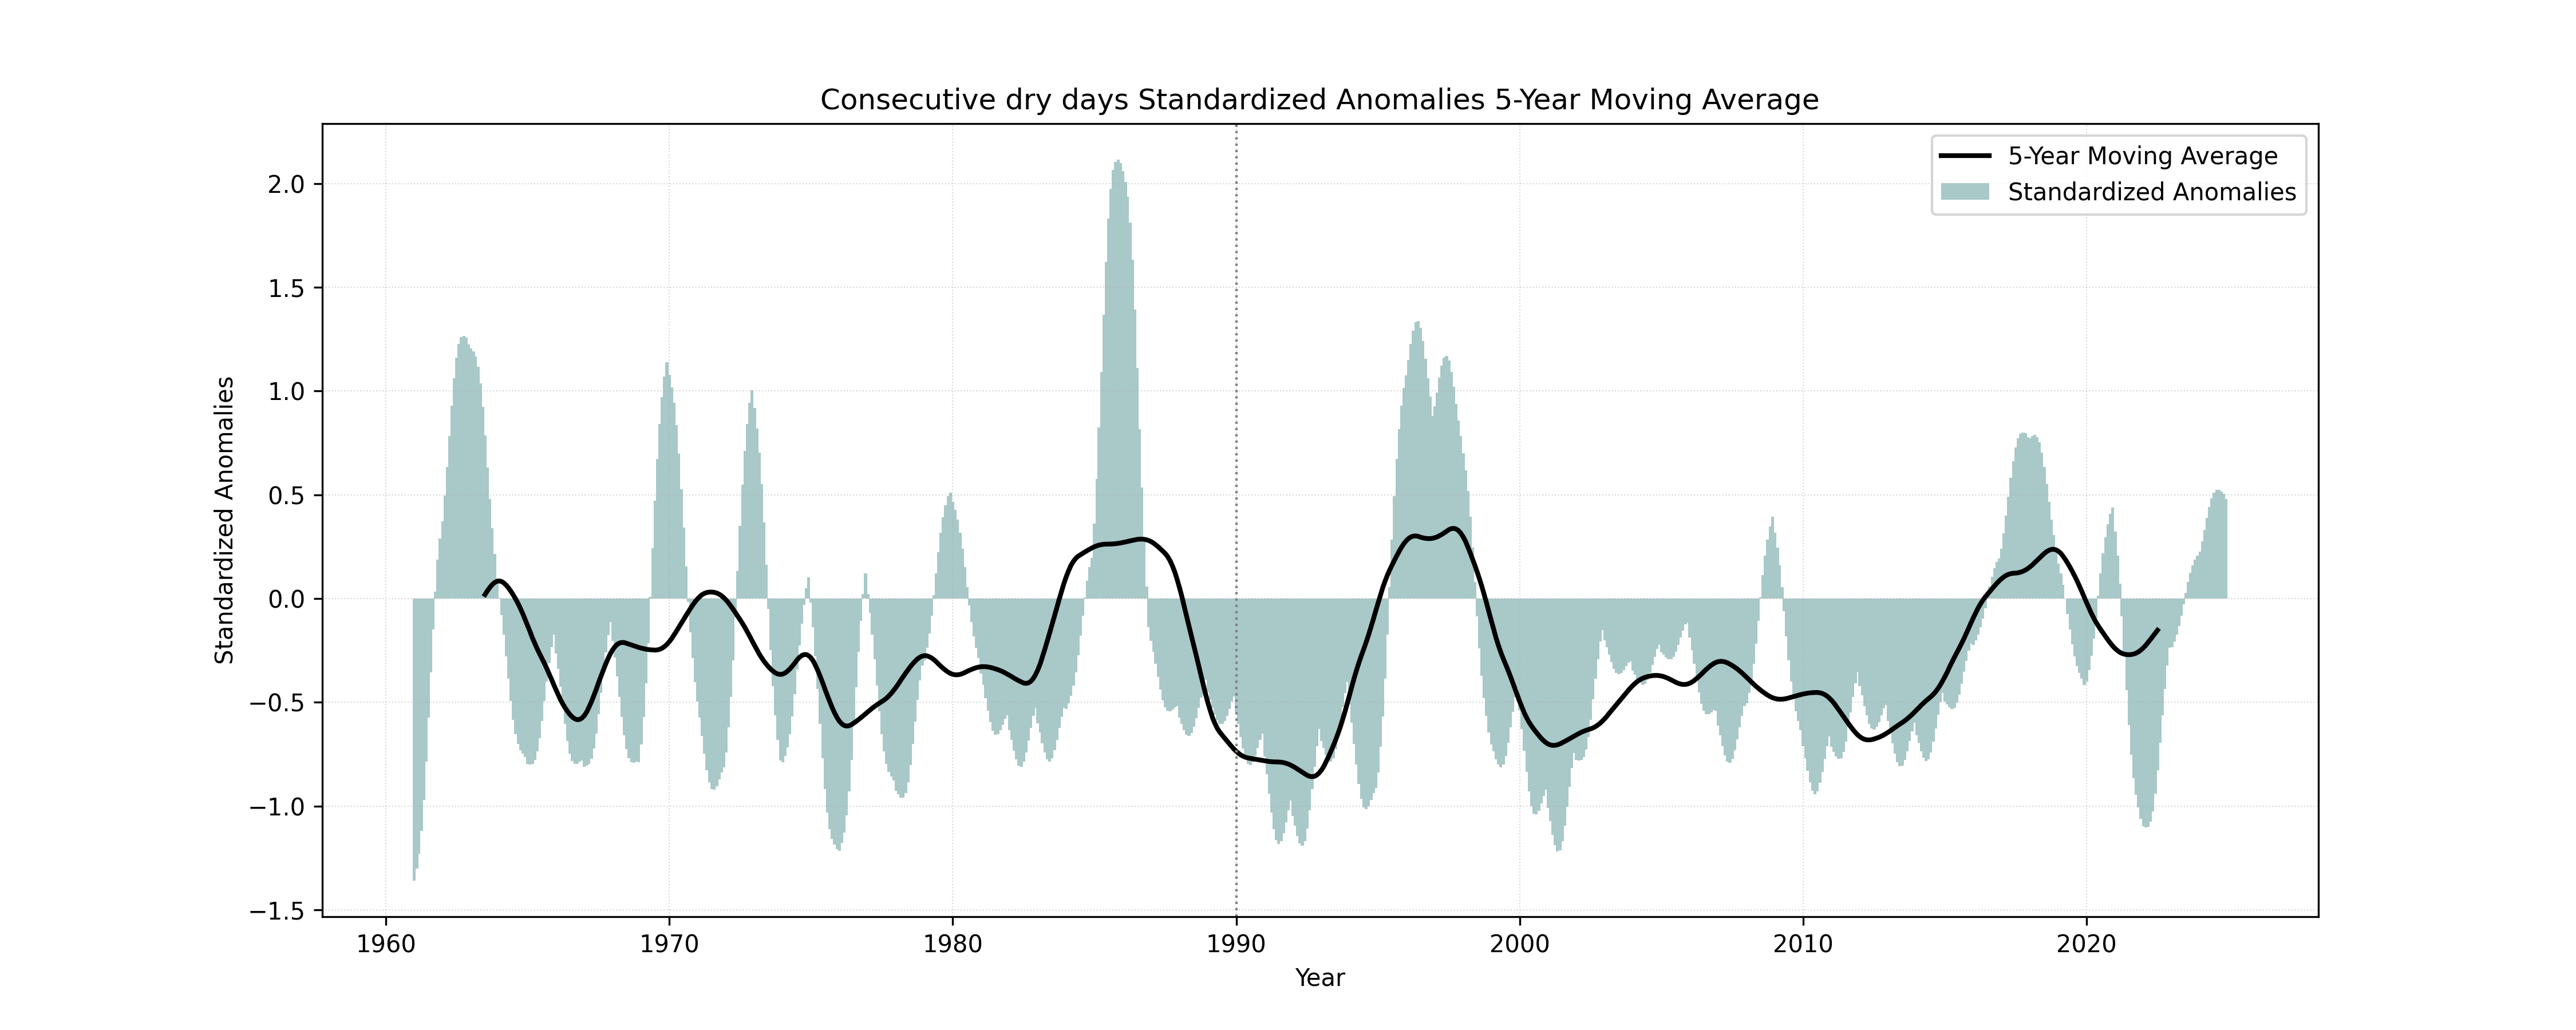 Consecutive dry days Standardized Anomalies 5-Year Moving Average
5-Year Moving Average
Standardized Anomalies
Standardized Anomalies
2.0
1.5
1.0
0.5
0.0
−0.5
−1.0
−1.5
1960 1970 1980 1990 2000 2010 2020
Year